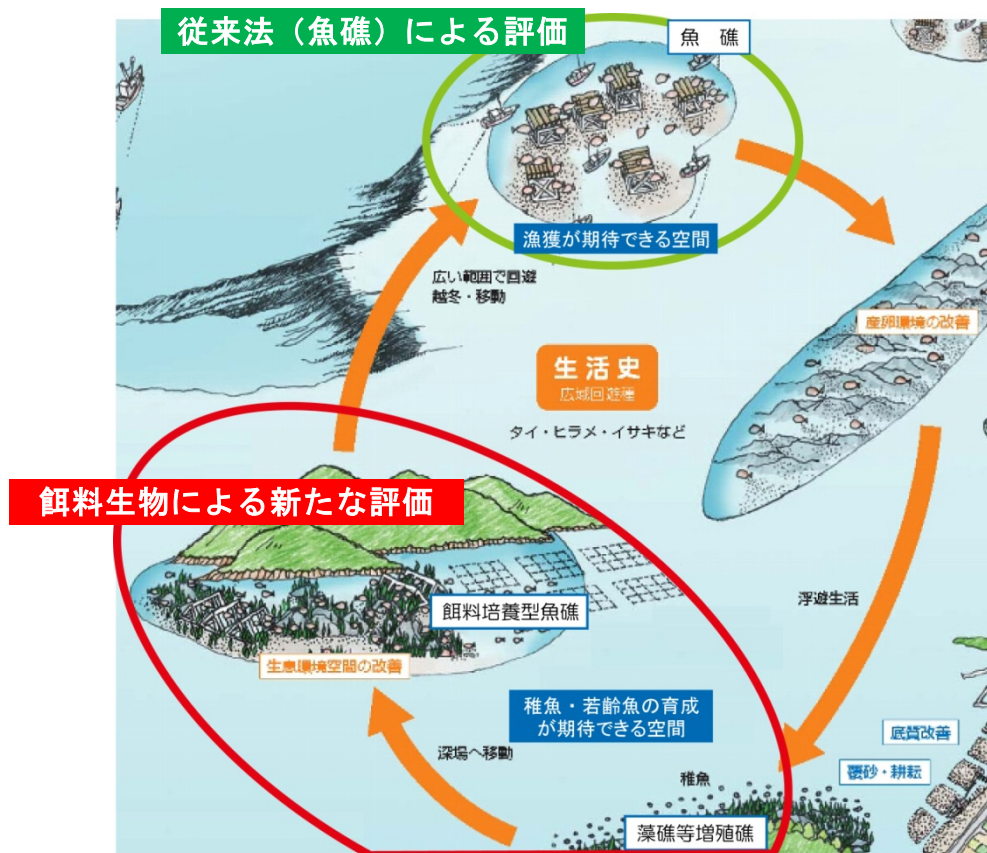 従来法（魚礁）による評価
魚 礁
漁獲が期待できる空間
広い範囲で回遊
越冬・移動
産卵環境の改善
生活史
広域回遊種
タイ・ヒラメ・イサキなど
餌料生物による新たな評価
餌料培養型魚礁
浮遊生活
生息環境空間の改善
稚魚・若齢魚の育成
が期待できる空間
底質改善
深場へ移動
覆砂・耕耘
稚魚
藻礁等増殖礁